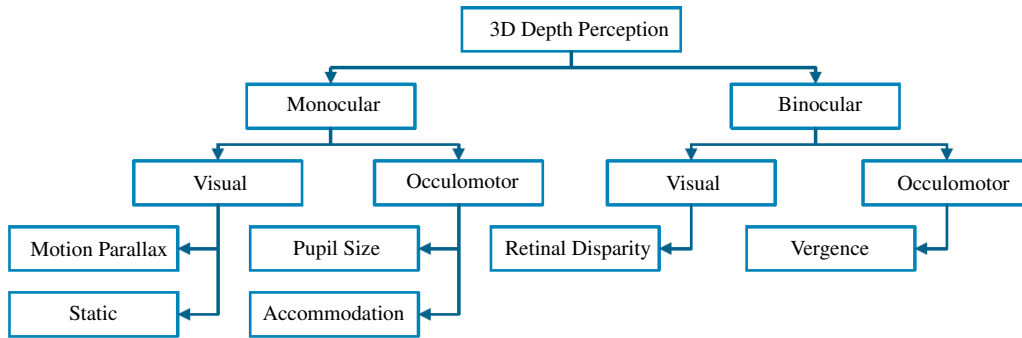 3D Depth Perception
Monocular
Binocular
Visual
Occulomotor
Visual
Occulomotor
Motion Parallax
Pupil Size
Retinal Disparity
Vergence
Static
Accommodation